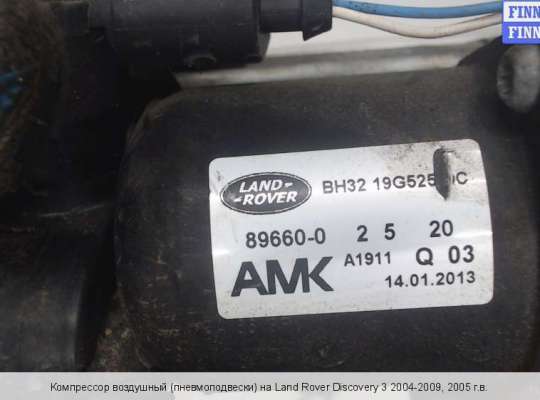 FINN
FINN
LAND-
-ROVER
BH32
89660-0 2 5 20
AMK A1911 Q 03
14.01.2013
Компрессор воздушный (пневмоподвески) на Land Rover Discovery 3 2004-2009, 2005 г.в.